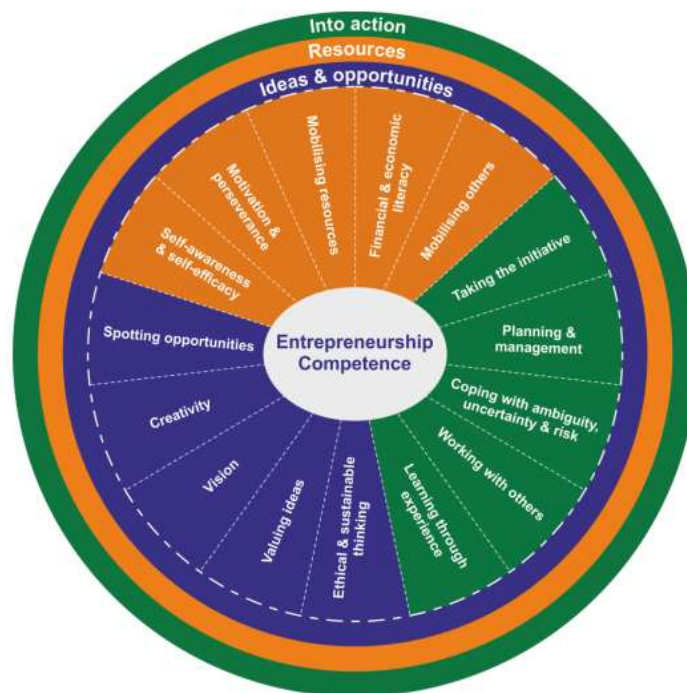 Into action
Resources
Ideas & opportunities
Self-awareness
& self-efficacy
Motivation &
perseverance
Mobilising resources
Financial & economic
literacy
Mobilising others
Taking the initiative
Planning &
management
Coping with ambiguity,
uncertainty & risk
Working with others
Learning through
experience
Ethical & sustainable
thinking
Valuing ideas
Vision
Creativity
Spotting opportunities
Entrepreneurship
Competence